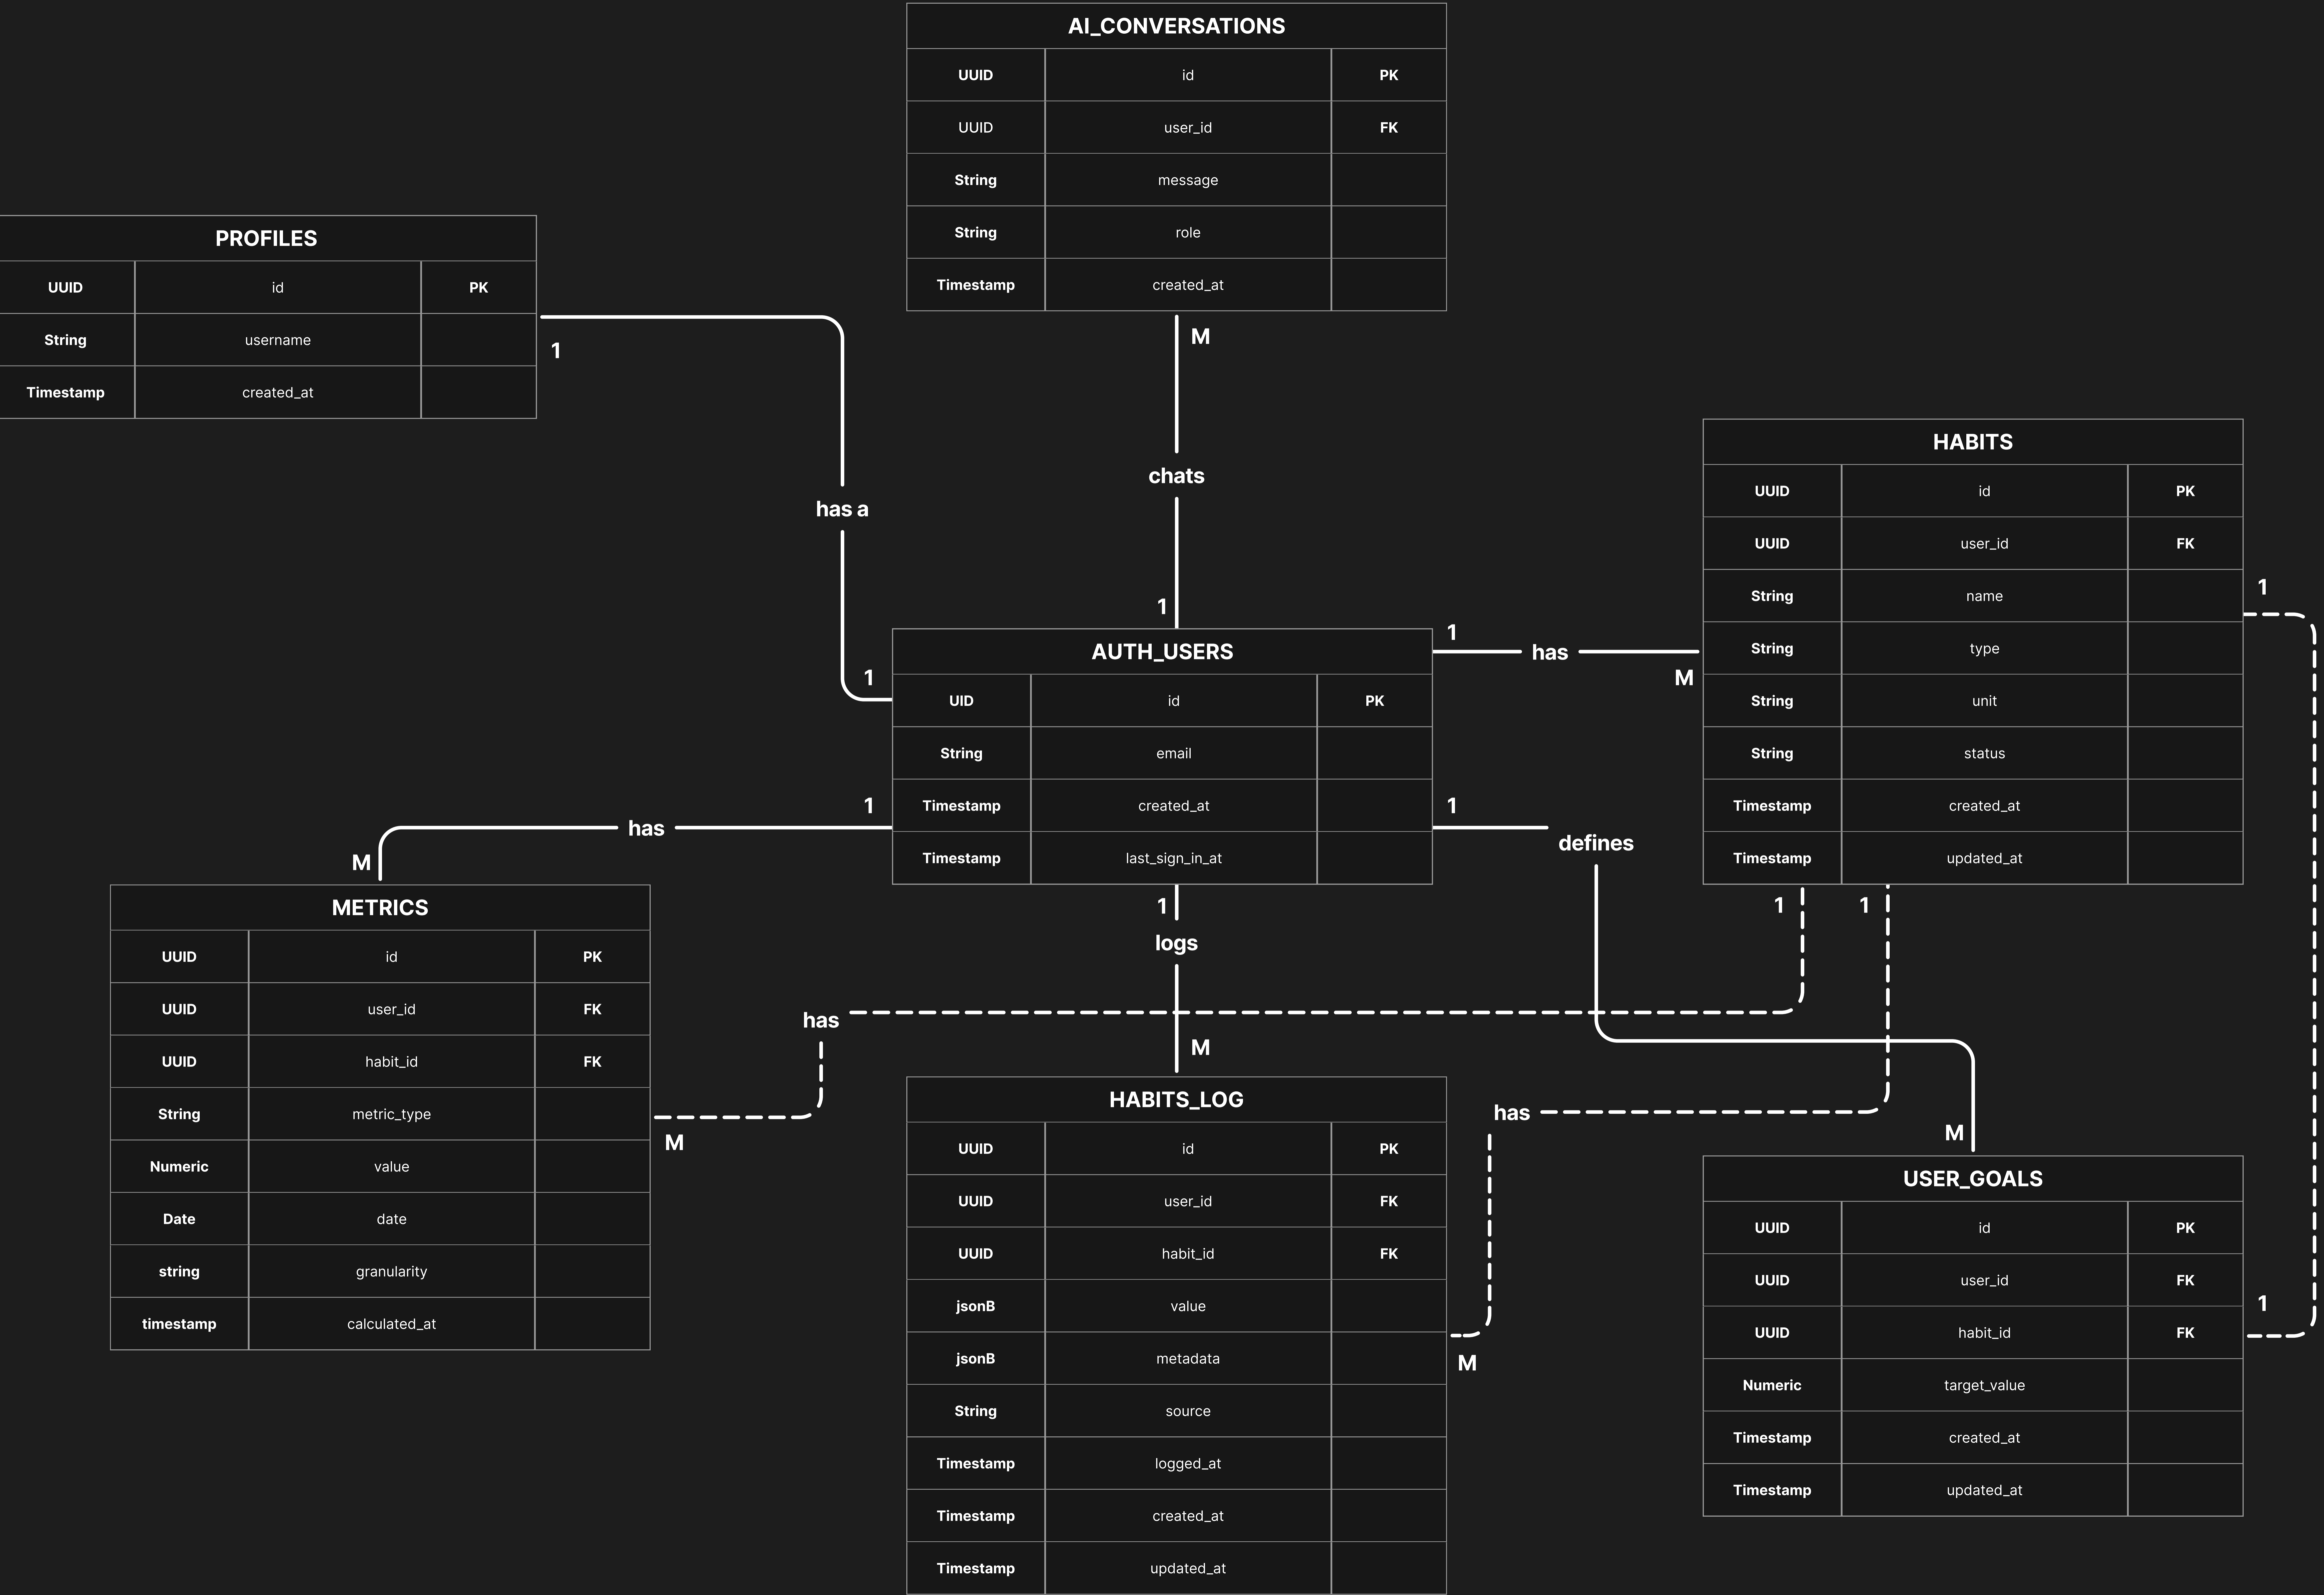 AI_CONVERSATIONS
UUID id PK
UUID user_id FK
String message
String role
Timestamp created_at
PROFILES
UUID id PK
String username
Timestamp created_at
1
has a
1
M
chats
1
HABITS
UUID id PK
UUID user_id FK
String name
String type
String unit
String status
Timestamp created_at
Timestamp updated_at
AUTH_USERS
UID id PK
String email
Timestamp created_at
Timestamp last_sign_in_at
1
has
M
1
has
M
1
defines
M
1
logs
M
1
has
M
1
has
M
1
1
METRICS
UUID id PK
UUID user_id FK
UUID habit_id FK
String metric_type
Numeric value
Date date
string granularity
timestamp calculated_at
HABITS_LOG
UUID id PK
UUID user_id FK
UUID habit_id FK
jsonB value
jsonB metadata
String source
Timestamp logged_at
Timestamp created_at
Timestamp updated_at
USER_GOALS
UUID id PK
UUID user_id FK
UUID habit_id FK
Numeric target_value
Timestamp created_at
Timestamp updated_at